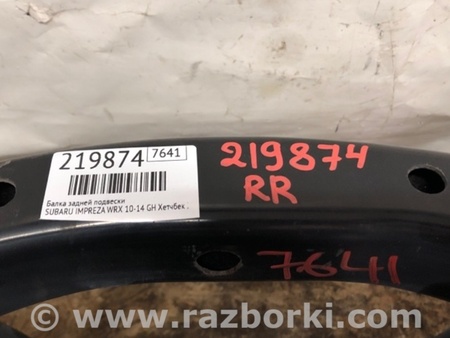 219874 7641
Балка задней подвески
SUBARU IMPREZA WRX 10-14 GH Хетчбек .
219874
RR
7641
www.razborki.com